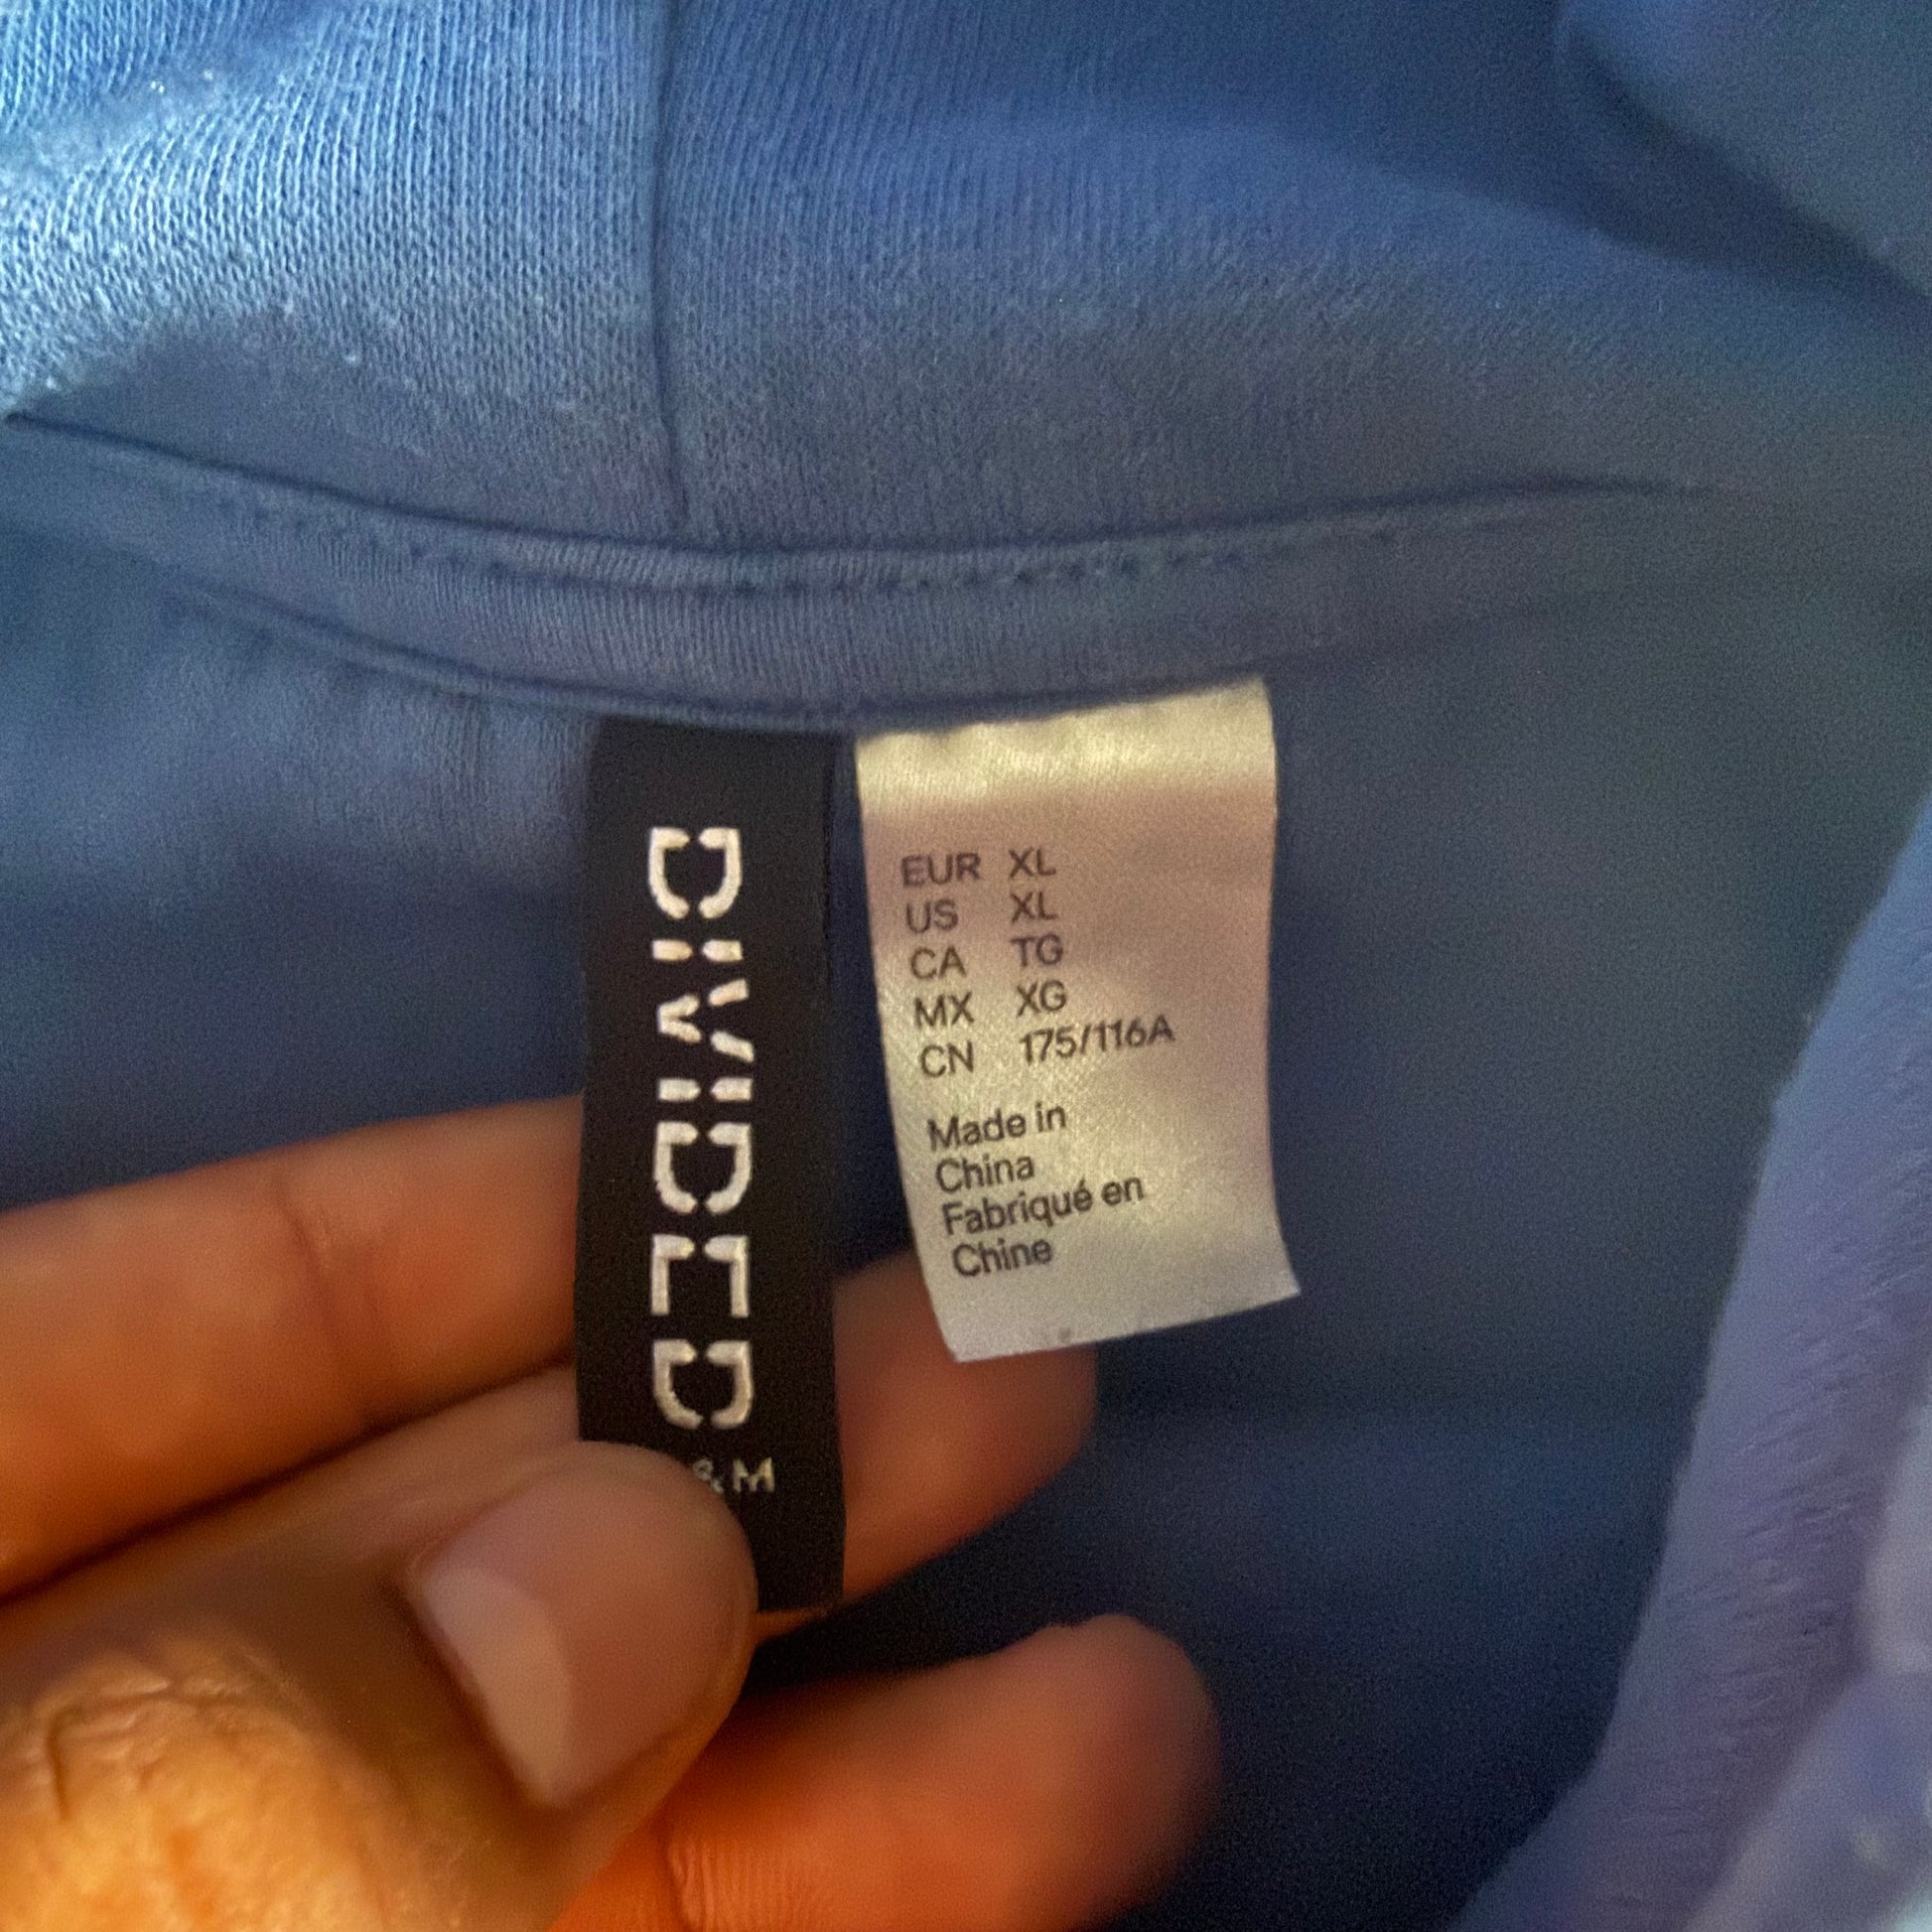 DIVIDED
&M
EUR XL
US XL
CA TG
MX XG
CN 175/116A
Made in
China
Fabriqué en
Chine